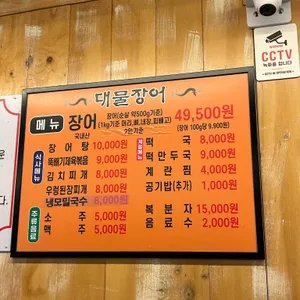 대물장어
메뉴 장어 장어(순살 약500g기준) 49,500원
(1kg기준 머리,뼈,내장,피빼고)
국내산 2인기준 (장어 100g당 9,900원)
식사메뉴
장어탕 10,000원
뚝배기제육볶음 9,000원
김치찌개 8,000원
우렁된장찌개 8,000원
냉모밀국수 8,000원
떡국 8,000원
떡만두국 9,000원
계란찜 4,000원
공기밥(추가) 1,000원
주류음료
소주 5,000원
맥주 5,000원
복분자 15,000원
음료수 2,000원
CCTV
녹화중 입니다